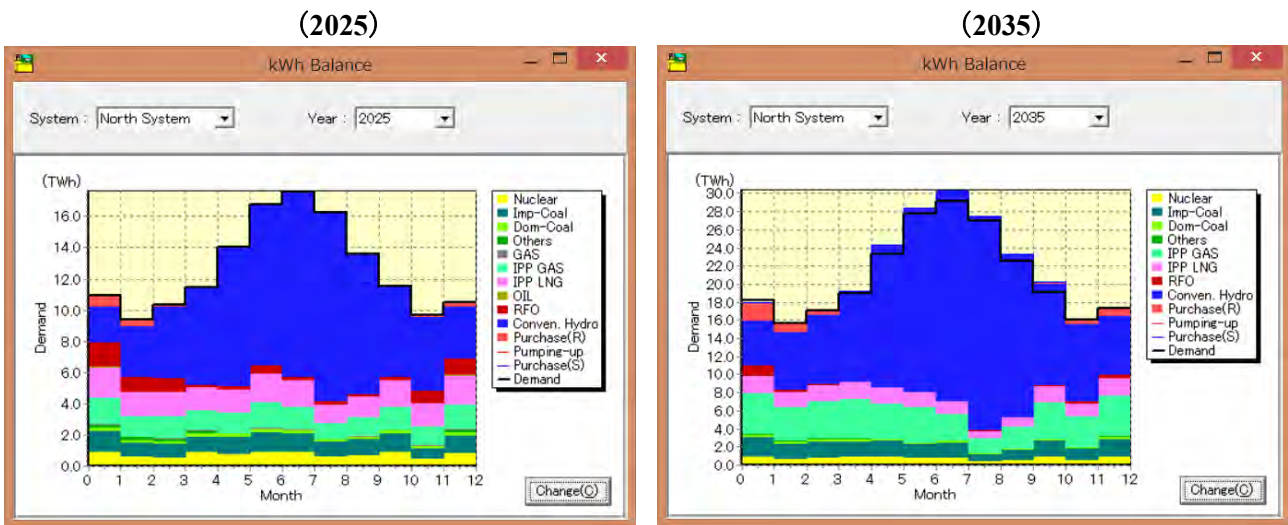 (2025)
kWh Balance
System : North System Year : 2025
(TWh)
16.0
14.0
12.0
10.0
8.0
6.0
4.0
2.0
0.0
Demand
0 1 2 3 4 5 6 7 8 9 10 11 12
Month
Nuclear
Imp-Coal
Dom-Coal
Others
GAS
IPP GAS
IPP LNG
OIL
RFO
Conven. Hydro
Purchase(R)
Pumping-up
Purchase(S)
Demand
Change(C)
(2035)
kWh Balance
System : North System Year : 2035
(TWh)
30.0
28.0
26.0
24.0
22.0
20.0
18.0
16.0
14.0
12.0
10.0
8.0
6.0
4.0
2.0
0.0
Demand
0 1 2 3 4 5 6 7 8 9 10 11 12
Month
Nuclear
Imp-Coal
Dom-Coal
Others
IPP GAS
IPP LNG
RFO
Conven. Hydro
Purchase(R)
Pumping-up
Purchase(S)
Demand
Change(C)